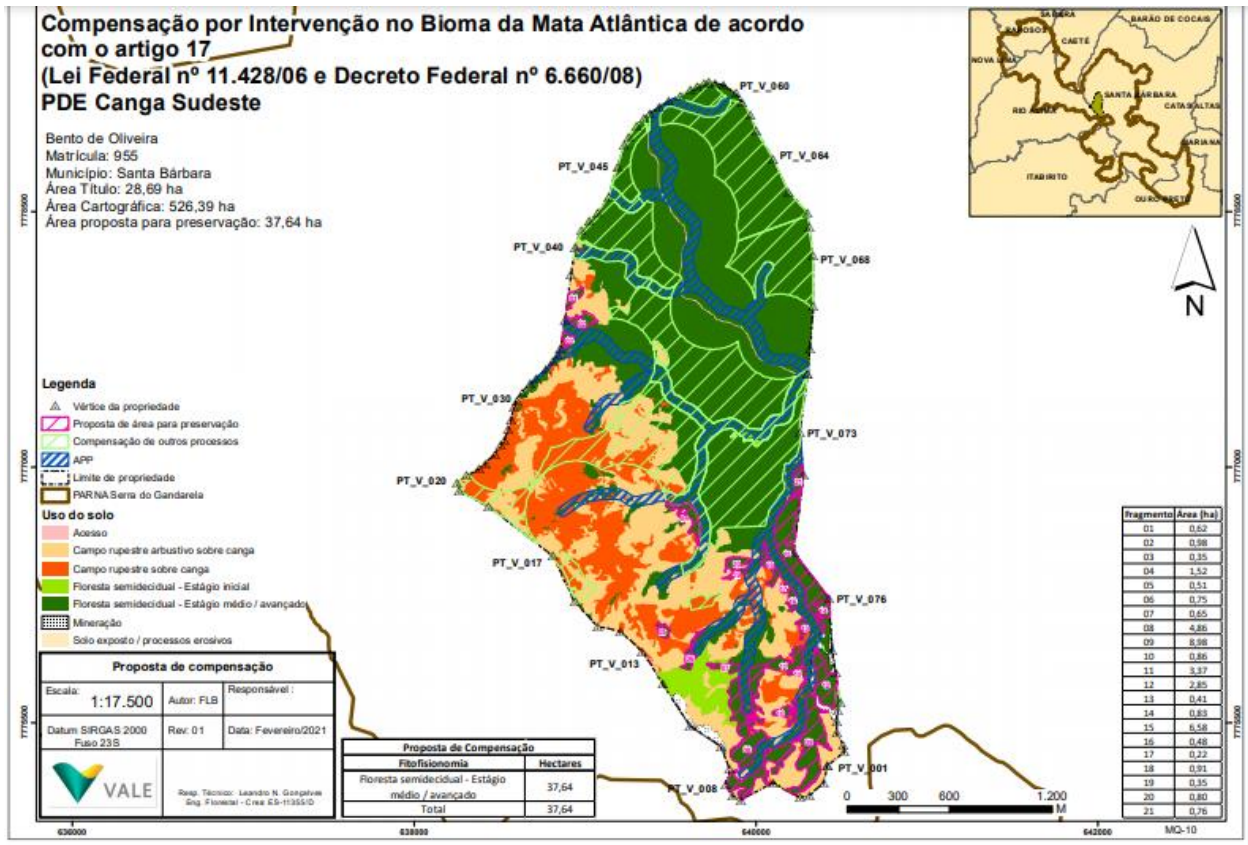 Compensação por Intervenção no Bioma da Mata Atlântica de acordo
com o artigo 17
(Lei Federal nº 11.428/06 e Decreto Federal nº 6.660/08)
PDE Canga Sudeste
Bento de Oliveira
Matrícula: 955
Município: Santa Bárbara
Área Título: 28,69 ha
Área Cartográfica: 526,39 ha
Área proposta para preservação: 37,64 ha
BARÃO DE COCAIS
CAETÉ
NOVA LIMA
SANTA BÁRBARA
CATAS ALTAS
MARIANA
ITABIRITO
OURO PRETO
N
PT_V_060
PT_V_064
PT_V_045
PT_V_040
PT_V_068
PT_V_030
PT_V_073
PT_V_020
PT_V_017
PT_V_076
PT_V_013
PT_V_001
PT_V_008
Legenda
Vértice da propriedade
Proposta de área para preservação
Compensação de outros processos
APP
Limite de propriedade
PARNA Serra do Gandarela
Uso do solo
Acesso
Campo rupestre arbustivo sobre canga
Campo rupestre sobre canga
Floresta semidecidual - Estágio inicial
Floresta semidecidual - Estágio médio / avançado
Mineração
Solo exposto / processos erosivos
Proposta de compensação
Escala: 1:17.500
Autor: FLB
Responsável :
Datum SIRGAS 2000
Fuso 23S
Rev: 01
Data: Fevereiro/2021
VALE
Resp. Técnico: Leandro N. Gonçalves
Eng. Florestal - Crea: ES-11355/D
Proposta de Compensação
Fitofisionomia Hectares
Floresta semidecidual - Estágio
médio / avançado 37,64
Total 37,64
Fragmento Área (ha)
01 0,62
02 0,98
03 0,35
04 1,52
05 0,51
06 0,75
07 0,65
08 4,86
09 8,98
10 0,86
11 3,37
12 2,85
13 0,41
14 0,83
15 6,58
16 0,48
17 0,22
18 0,91
19 0,35
20 0,80
21 0,76
0 300 600 1.200
M
7777000
7775500
7777000
7775500
636000
638000
640000
642000
MQ-10